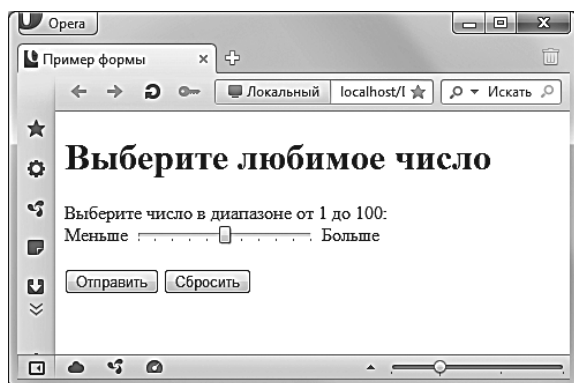 Opera
Пример формы
Локальный localhost/I Искать
Выберите любимое число
Выберите число в диапазоне от 1 до 100:
Меньше Больше
Отправить Сбросить